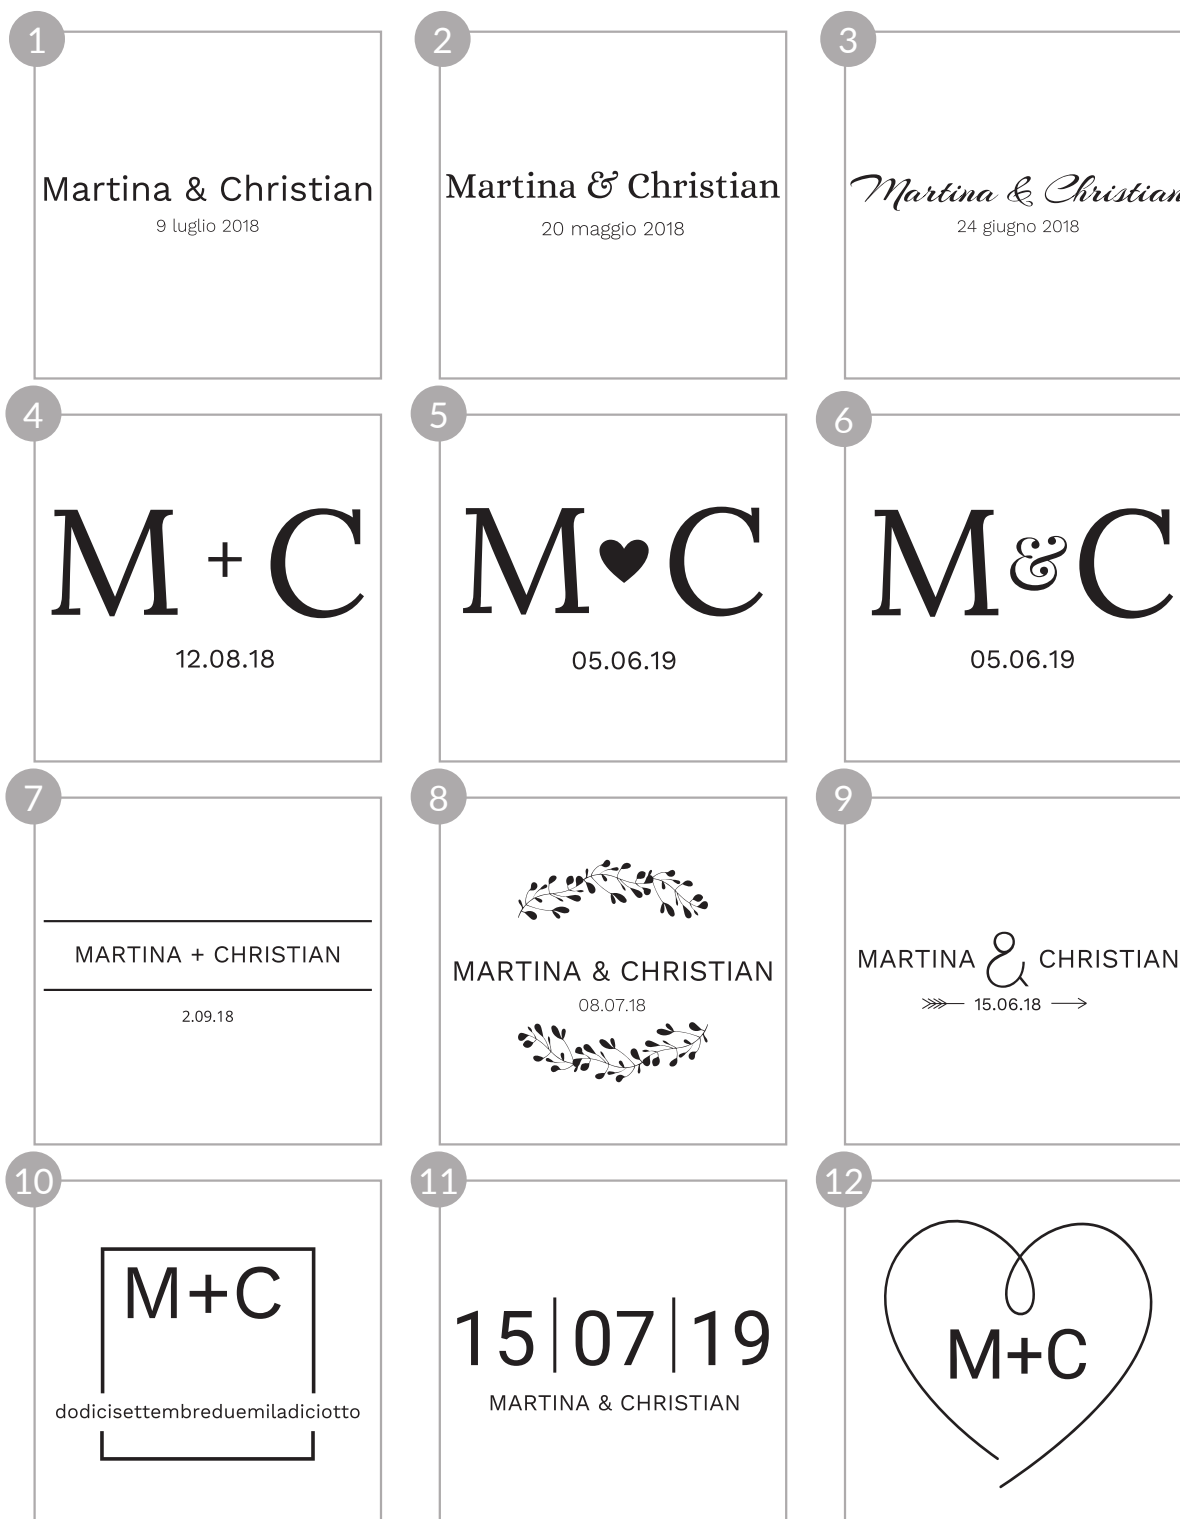 1
Martina & Christian
9 luglio 2018
2
Martina & Christian
20 maggio 2018
3
Martina & Christian
24 giugno 2018
4
M + C
12.08.18
5
M♥C
05.06.19
6
M&C
05.06.19
7
MARTINA + CHRISTIAN
2.09.18
8
MARTINA & CHRISTIAN
08.07.18
9
MARTINA & CHRISTIAN
15.06.18
10
M+C
dodicisettembreduemiladiciotto
11
15|07|19
MARTINA & CHRISTIAN
12
M+C